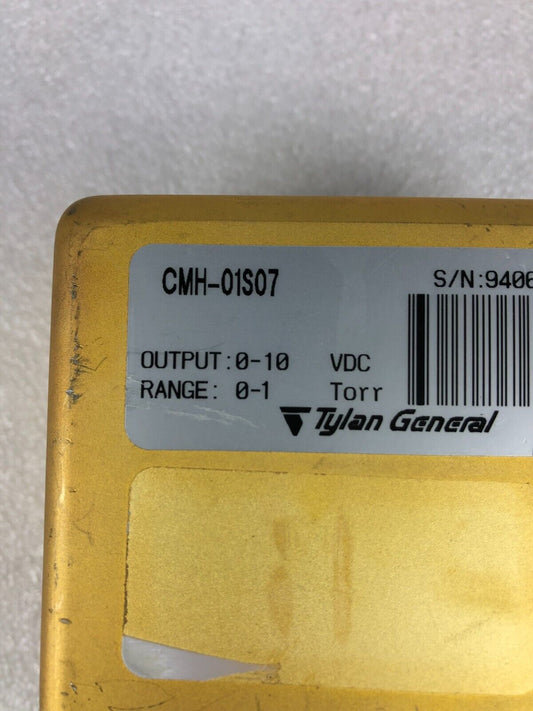 CMH-01S07
S/N:9406
OUTPUT:0-10 VDC
RANGE: 0-1 Torr
Tylan General